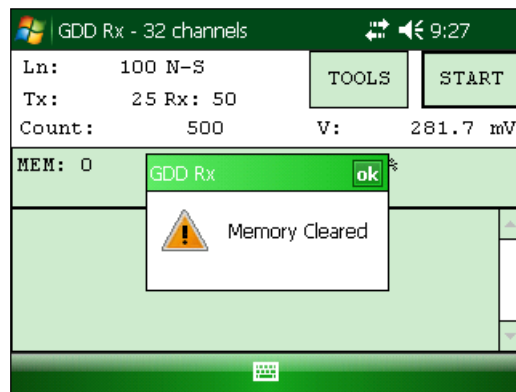 GDD Rx - 32 channels 9:27
Ln: 100 N-S TOOLS START
Tx: 25 Rx: 50
Count: 500 V: 281.7 mV
MEM: 0 %
GDD Rx ok
Memory Cleared